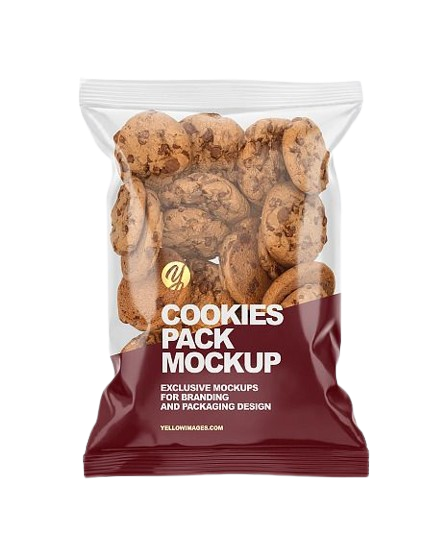 Y
COOKIES
PACK
MOCKUP
EXCLUSIVE MOCKUPS
FOR BRANDING
AND PACKAGING DESIGN
YELLOWIMAGES.COM